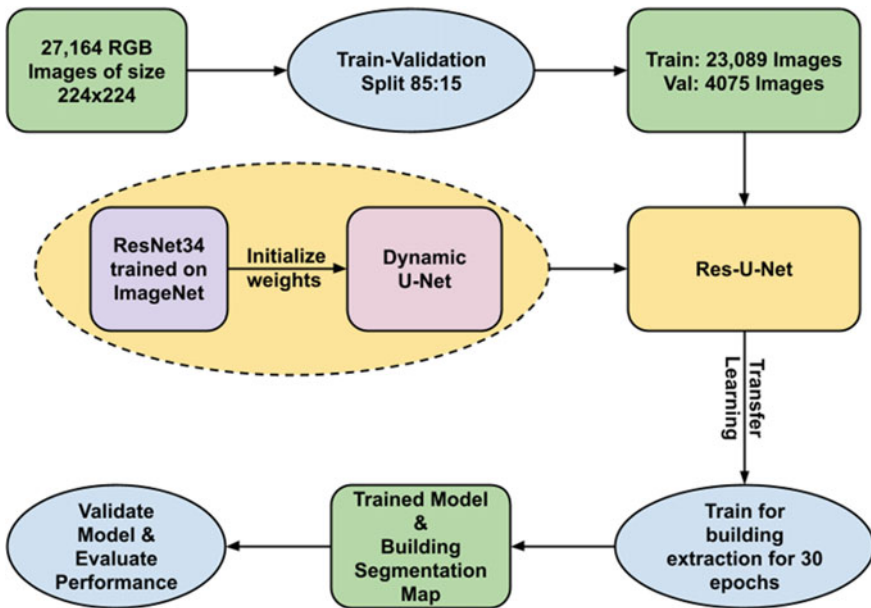 27,164 RGB
Images of size
224x224
Train-Validation
Split 85:15
Train: 23,089 Images
Val: 4075 Images
ResNet34
trained on
ImageNet
Initialize
weights
Dynamic
U-Net
Res-U-Net
Transfer
Learning
Train for
building
extraction for 30
epochs
Trained Model
&
Building
Segmentation
Map
Validate
Model &
Evaluate
Performance